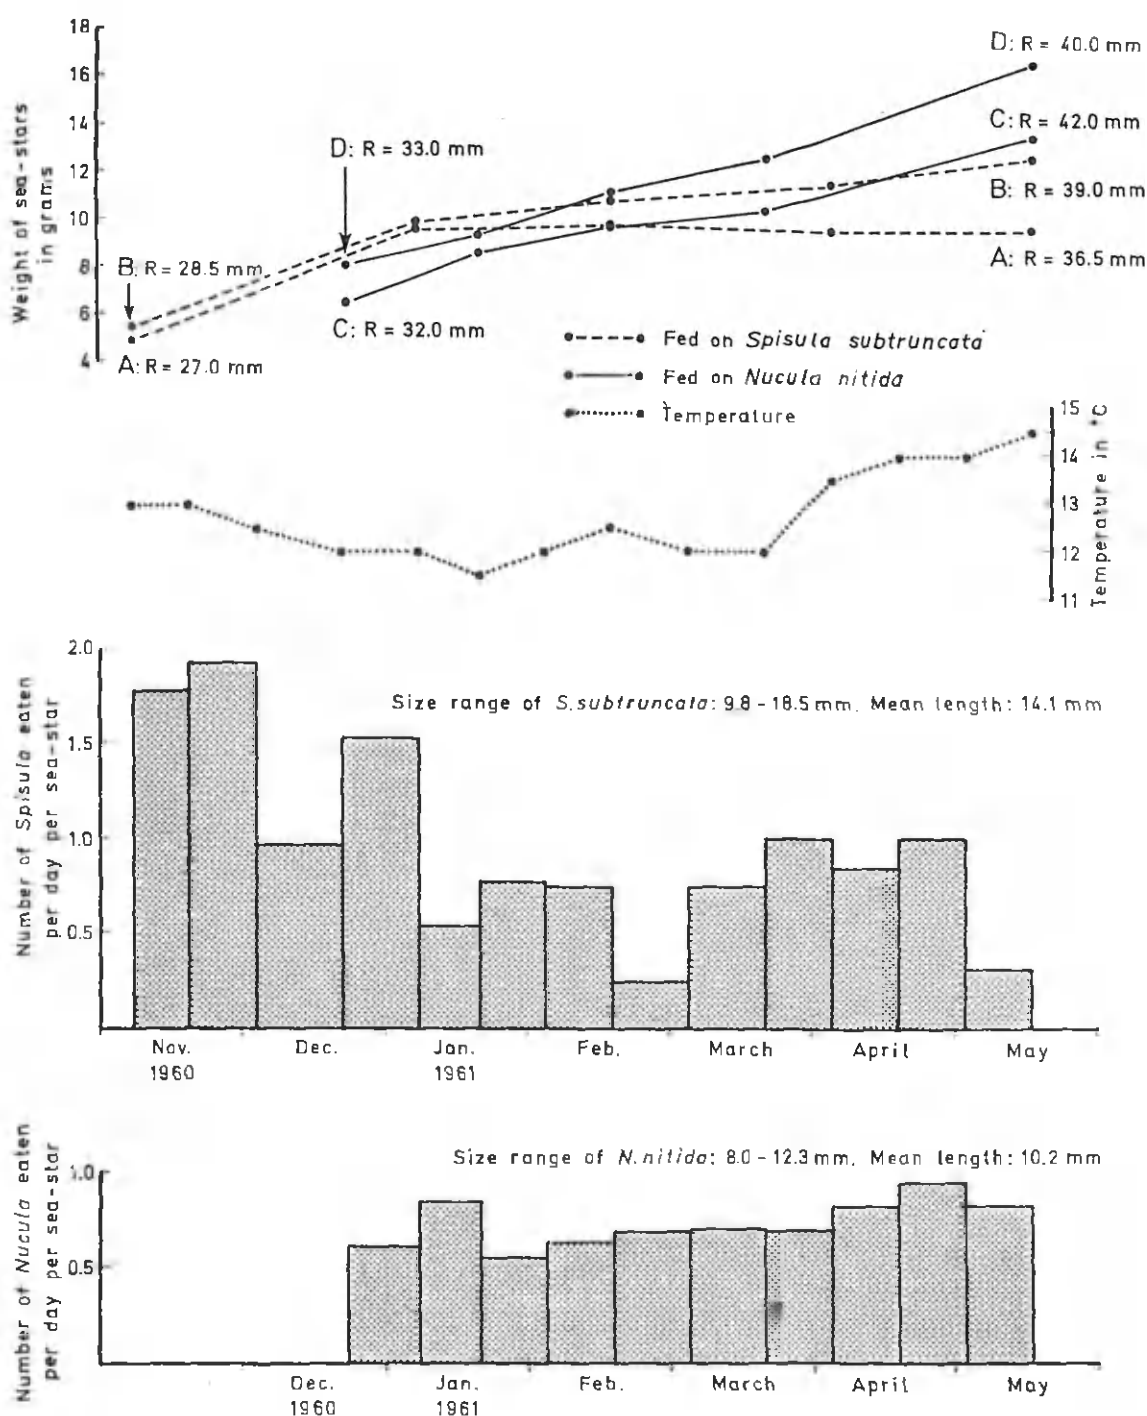 18
16
14
12
10
8
6
4
Weight of sea-stars
in grams
D: R = 40.0 mm
C: R = 42.0 mm
D: R = 33.0 mm
B: R = 39.0 mm
B: R = 28.5 mm
A: R = 36.5 mm
C: R = 32.0 mm
A: R = 27.0 mm
Fed on Spisula subtruncata
Fed on Nucula nitida
Temperature
15
14
13
12
11
Temperature in °C
2.0
1.5
1.0
0.5
Number of Spisula eaten
per day per sea-star
Size range of S. subtruncata: 9.8 - 18.5 mm. Mean length: 14.1 mm
Nov. Dec. Jan. Feb. March April May
1960 1961
Number of Nucula eaten
per day per sea-star
1.0
0.5
Size range of N. nitida: 8.0 - 12.3 mm. Mean length: 10.2 mm
Dec. Jan. Feb. March April May
1960 1961